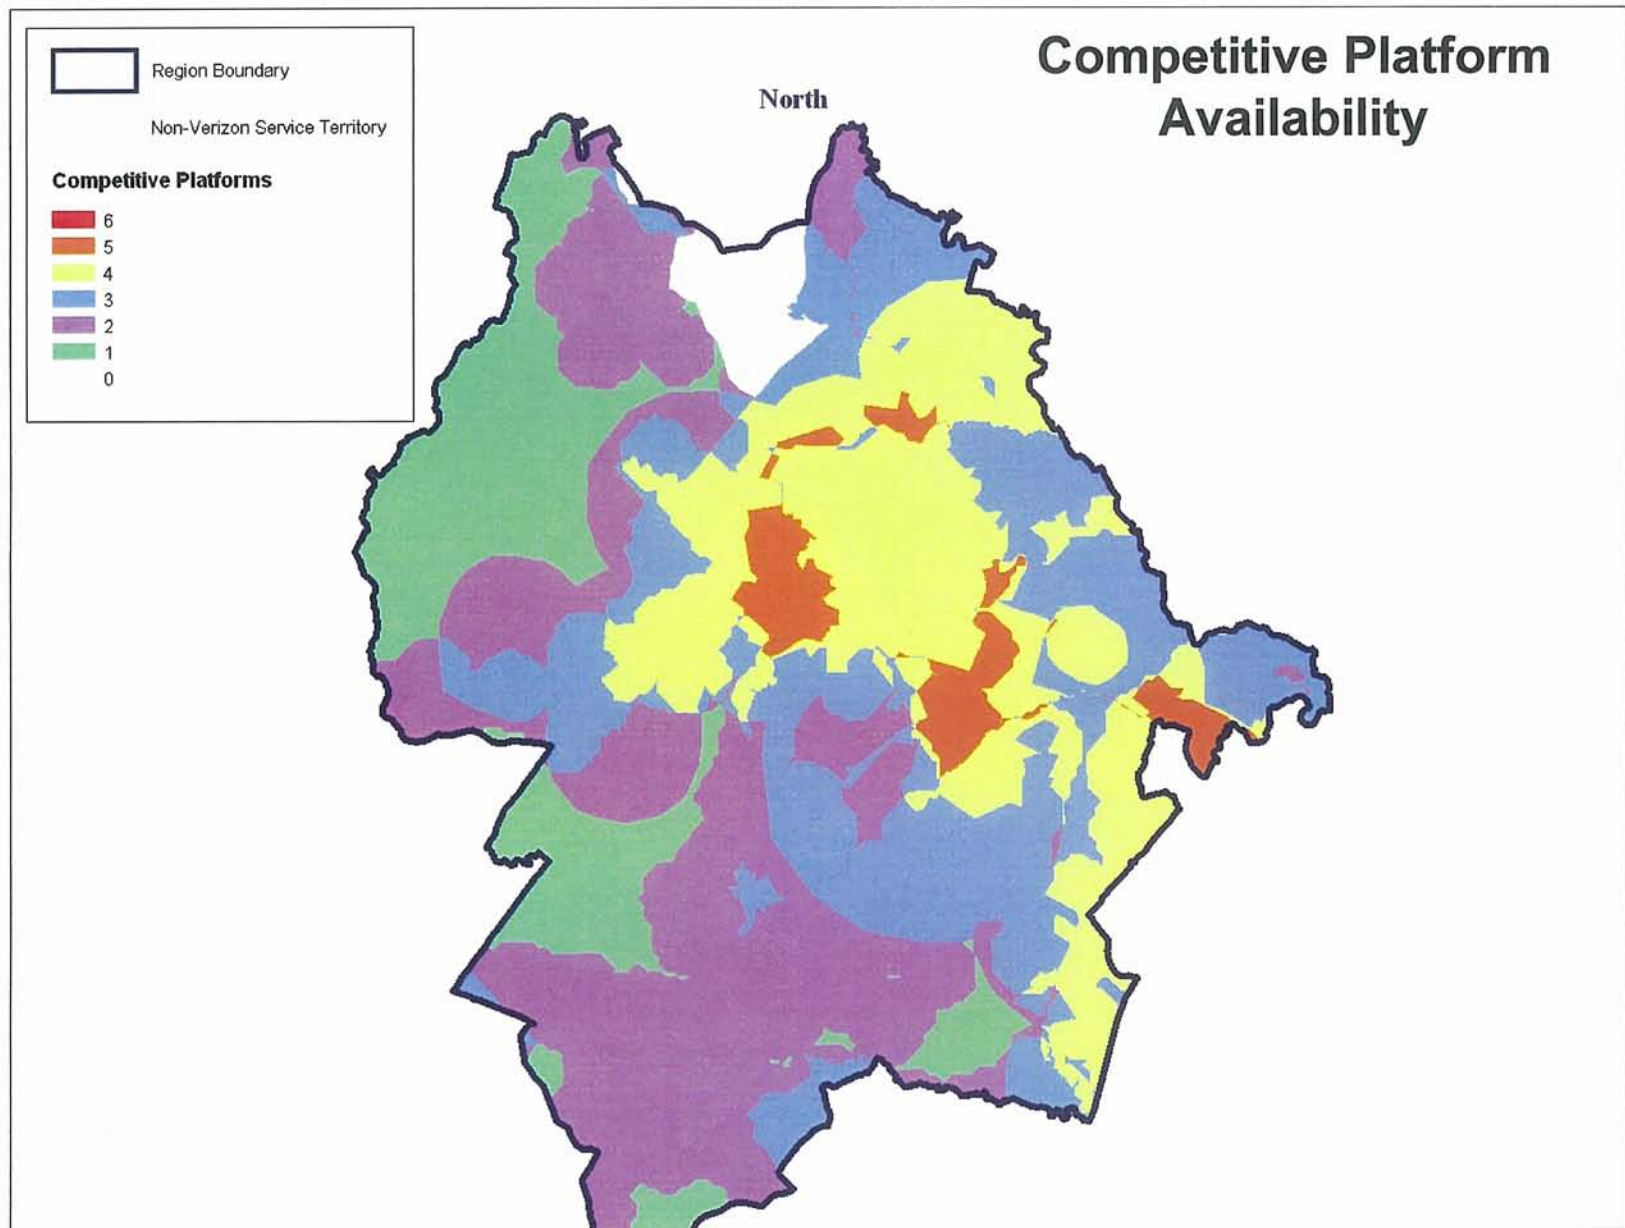 Competitive Platform
Availability
North
Region Boundary
Non-Verizon Service Territory
Competitive Platforms
6
5
4
3
2
1
0